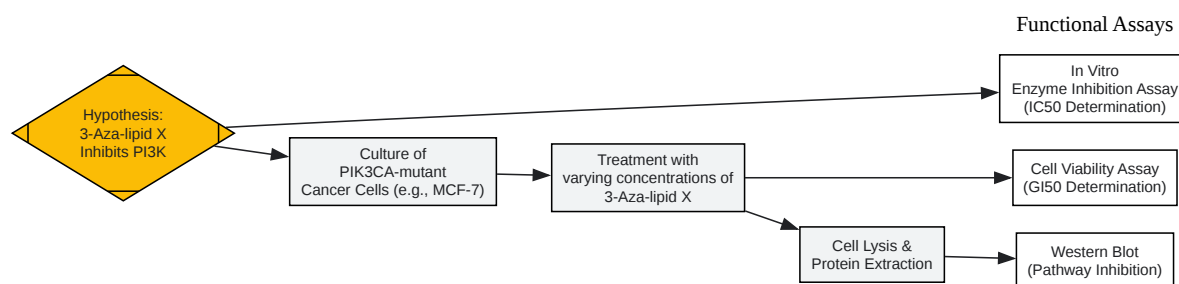 Functional Assays
Hypothesis:
3-Aza-lipid X
Inhibits PI3K
In Vitro
Enzyme Inhibition Assay
(IC50 Determination)
Culture of
PIK3CA-mutant
Cancer Cells (e.g., MCF-7)
Treatment with
varying concentrations of
3-Aza-lipid X
Cell Viability Assay
(GI50 Determination)
Cell Lysis &
Protein Extraction
Western Blot
(Pathway Inhibition)